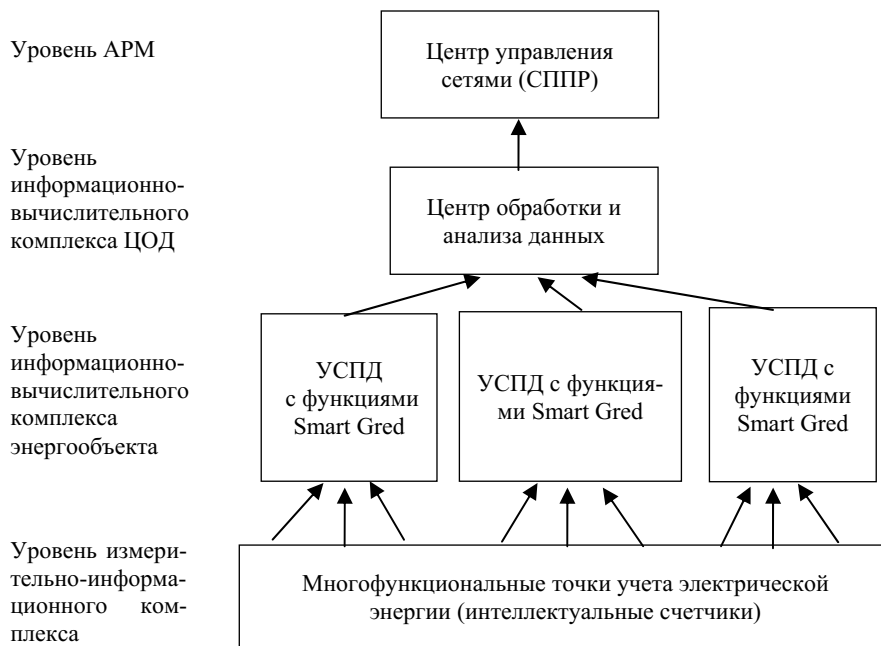 Уровень АРМ
Центр управления
сетями (СППР)
Уровень
информационно-
вычислительного
комплекса ЦОД
Центр обработки и
анализа данных
Уровень
информационно-
вычислительного
комплекса
энергообъекта
УСПД
с функциями
Smart Gred
УСПД с функция-
ми Smart Gred
УСПД с
функциями
Smart Gred
Уровень измери-
тельно-информа-
ционного ком-
плекса
Многофункциональные точки учета электрической
энергии (интеллектуальные счетчики)